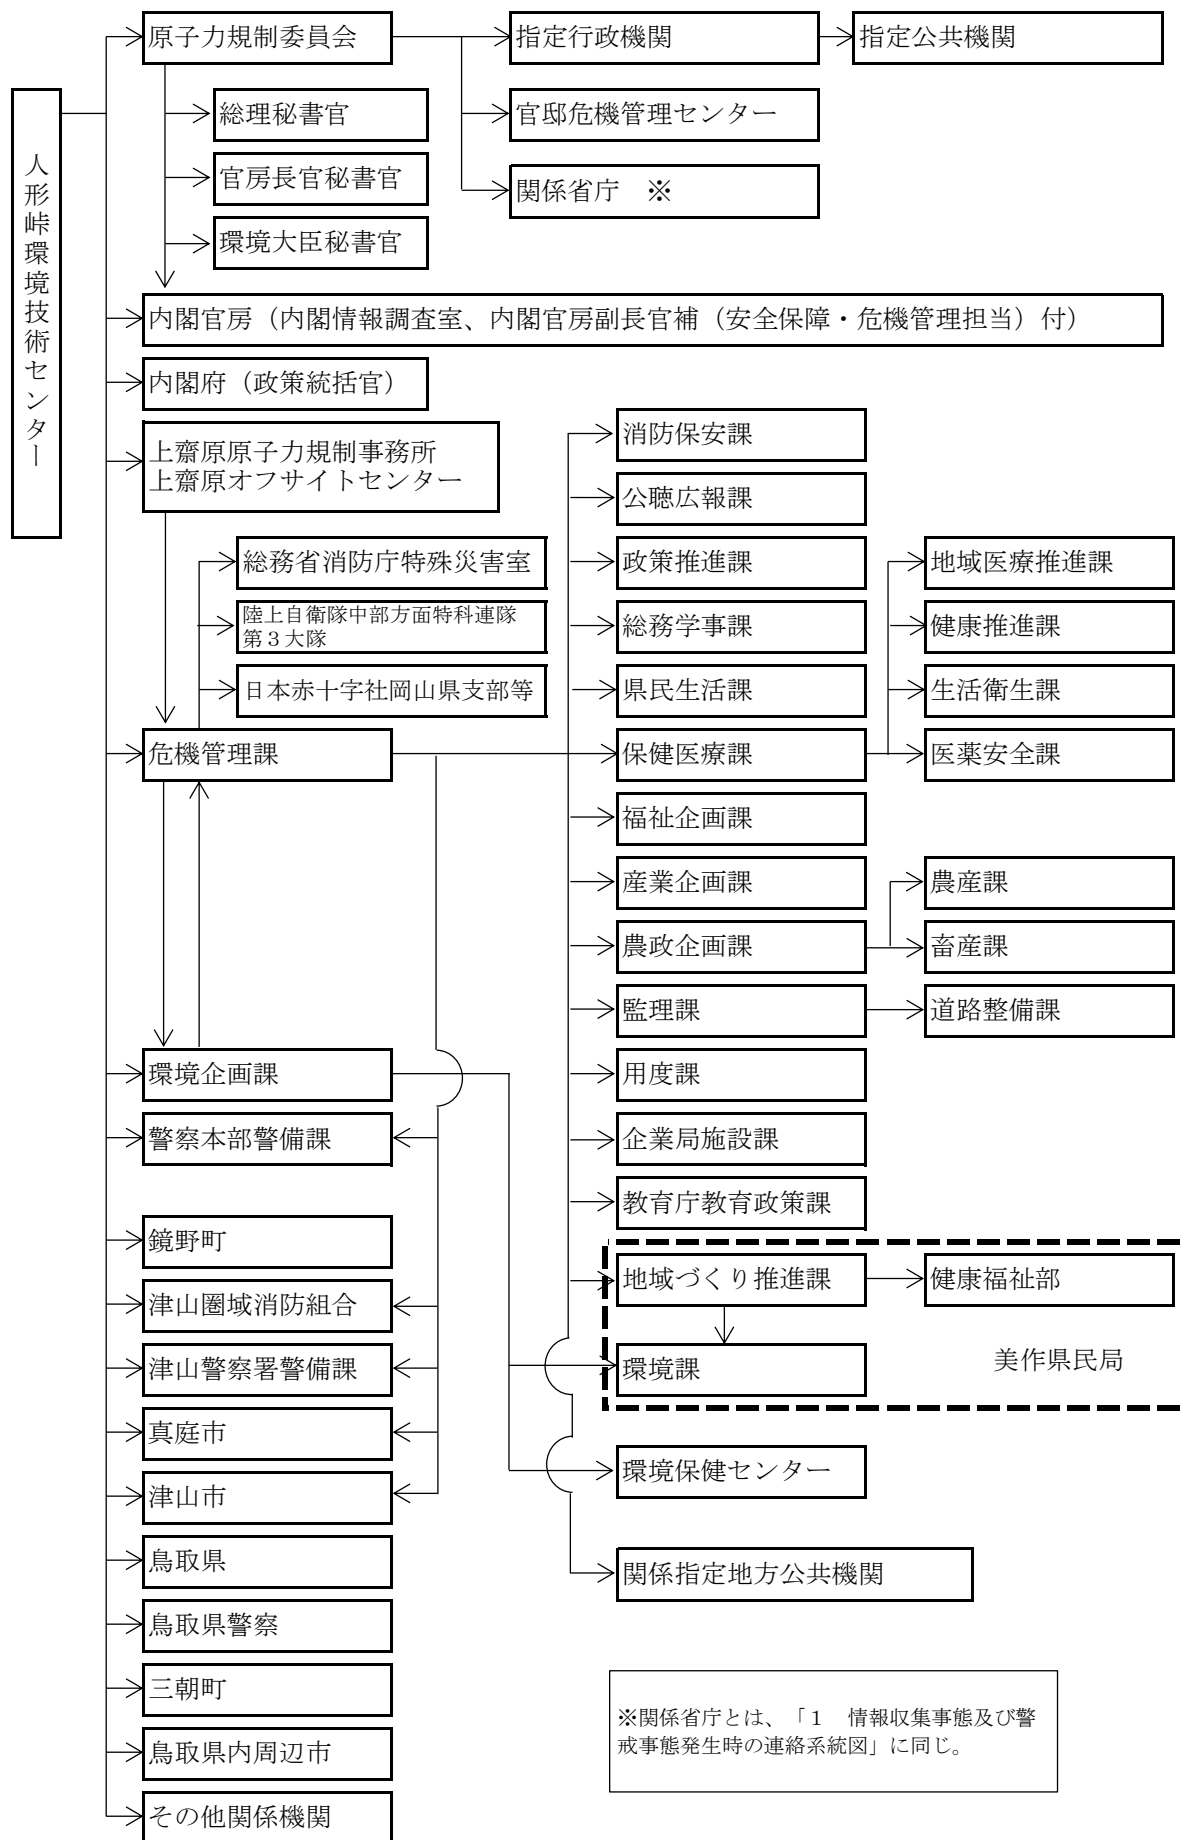 原子力規制委員会
指定行政機関
指定公共機関
人形峠環境技術センター
総理秘書官
官邸危機管理センター
官房長官秘書官
関係省庁　※
環境大臣秘書官
内閣官房（内閣情報調査室、内閣官房副長官補（安全保障・危機管理担当）付）
内閣府（政策統括官）
上齋原原子力規制事務所
上齋原オフサイトセンター
消防保安課
公聴広報課
総務省消防庁特殊災害室
政策推進課
地域医療推進課
陸上自衛隊中部方面特科連隊
第３大隊
総務学事課
健康推進課
日本赤十字社岡山県支部等
県民生活課
生活衛生課
危機管理課
保健医療課
医薬安全課
福祉企画課
産業企画課
農産課
農政企画課
畜産課
監理課
道路整備課
環境企画課
用度課
警察本部警備課
企業局施設課
教育庁教育政策課
鏡野町
地域づくり推進課
健康福祉部
津山圏域消防組合
津山警察署警備課
環境課
美作県民局
真庭市
環境保健センター
津山市
鳥取県
関係指定地方公共機関
鳥取県警察
三朝町
※関係省庁とは、「１　情報収集事態及び警
戒事態発生時の連絡系統図」に同じ。
鳥取県内周辺市
その他関係機関